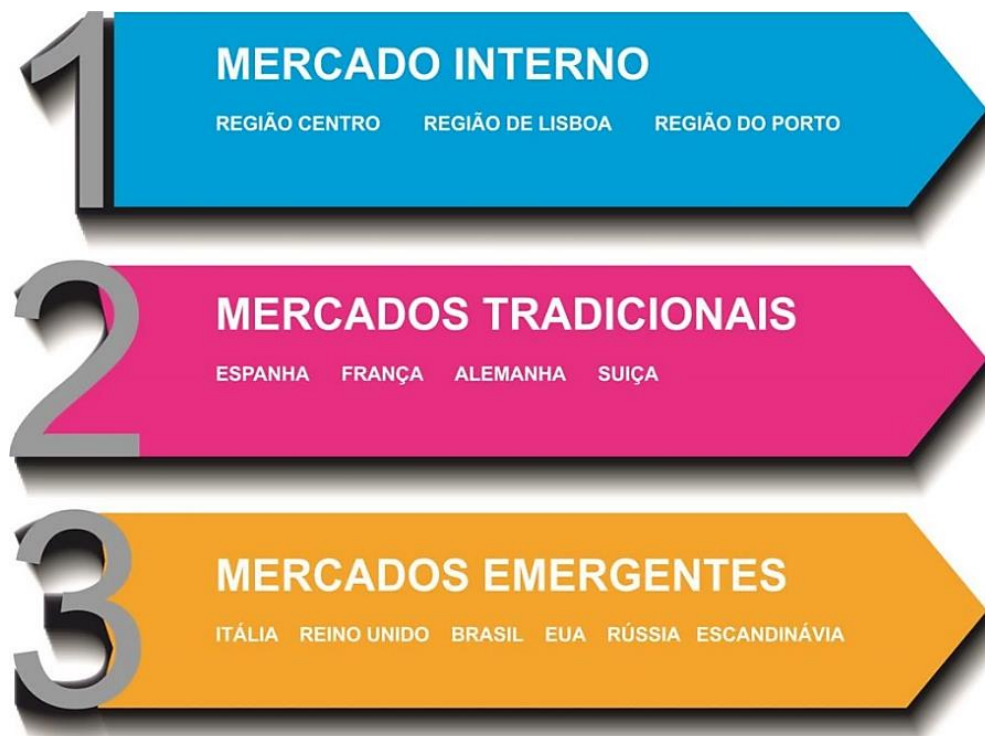 1
MERCADO INTERNO
REGIÃO CENTRO REGIÃO DE LISBOA REGIÃO DO PORTO
2
MERCADOS TRADICIONAIS
ESPANHA FRANÇA ALEMANHA SUIÇA
3
MERCADOS EMERGENTES
ITÁLIA REINO UNIDO BRASIL EUA RÚSSIA ESCANDINÁVIA